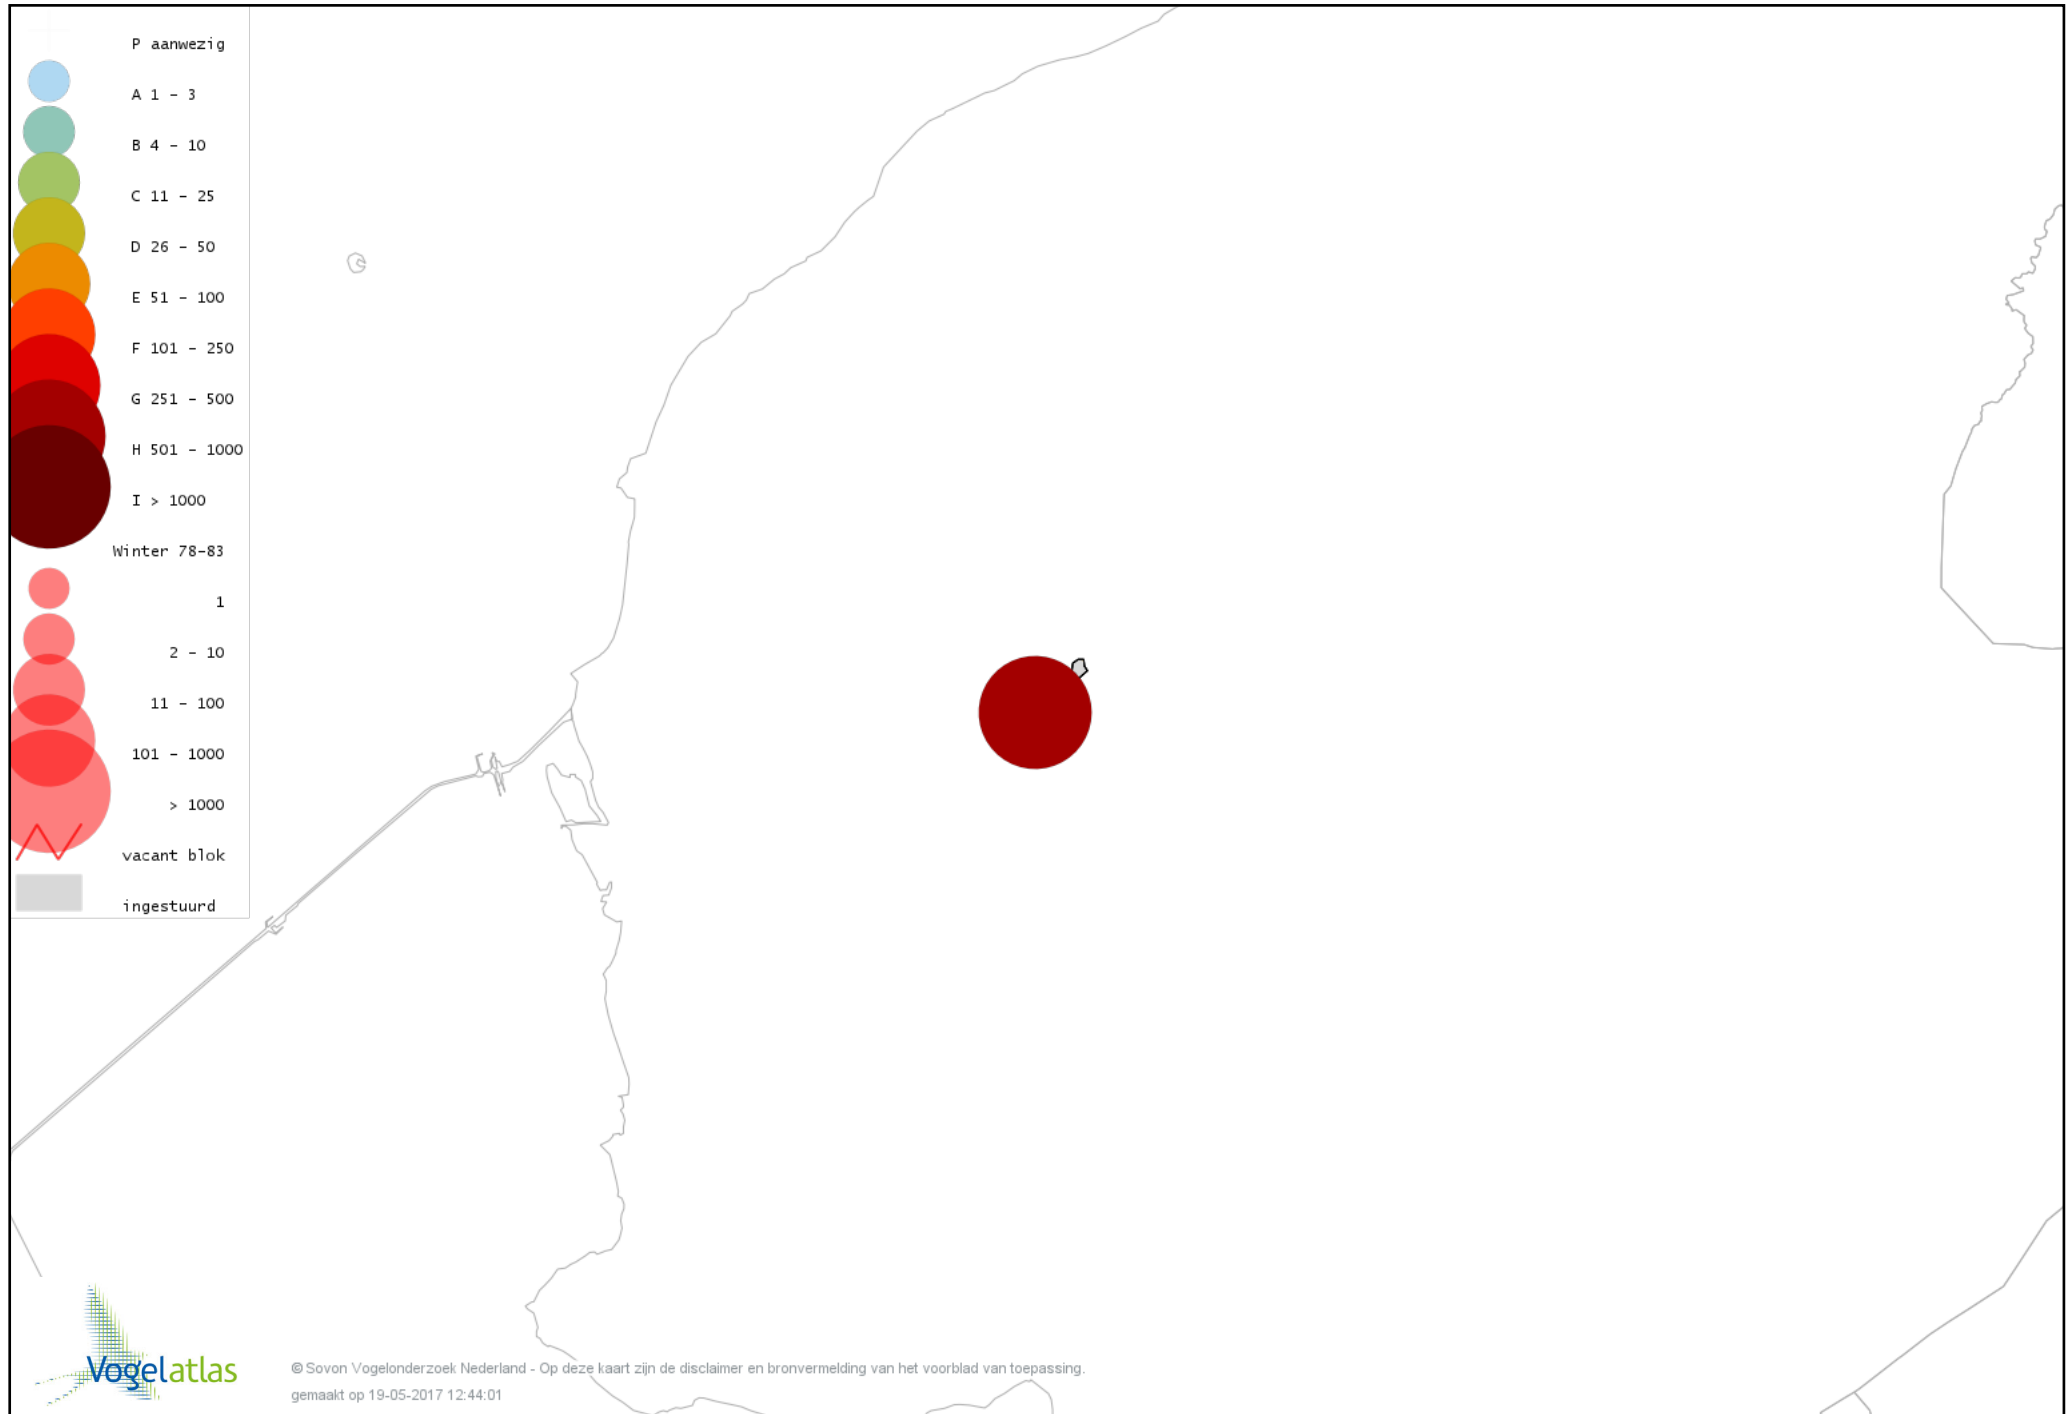 P aanwezig
A 1 - 3
B 4 - 10
C 11 - 25
D 26 - 50
E 51 - 100
F 101 - 250
G 251 - 500
H 501 - 1000
I > 1000
Winter 78-83
1
2 - 10
11 - 100
101 - 1000
> 1000
vacant blok
ingestuurd
Vogelatlas
© Sovon Vogelonderzoek Nederland - Op deze kaart zijn de disclaimer en bronvermelding van het voorblad van toepassing.
gemaakt op 19-05-2017 12:44:01